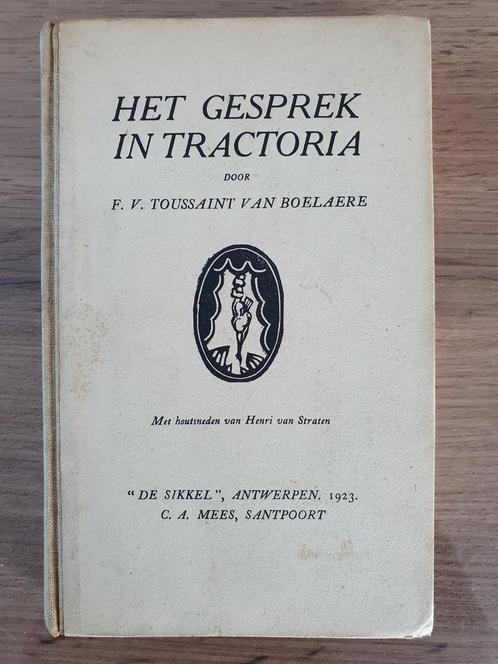 HET GESPREK
IN TRACTORIA
DOOR
F. V. TOUSSAINT VAN BOELAERE
Met houtsneden van Henri van Straten
"DE SIKKEL", ANTWERPEN. 1923.
C. A. MEES, SANTPOORT